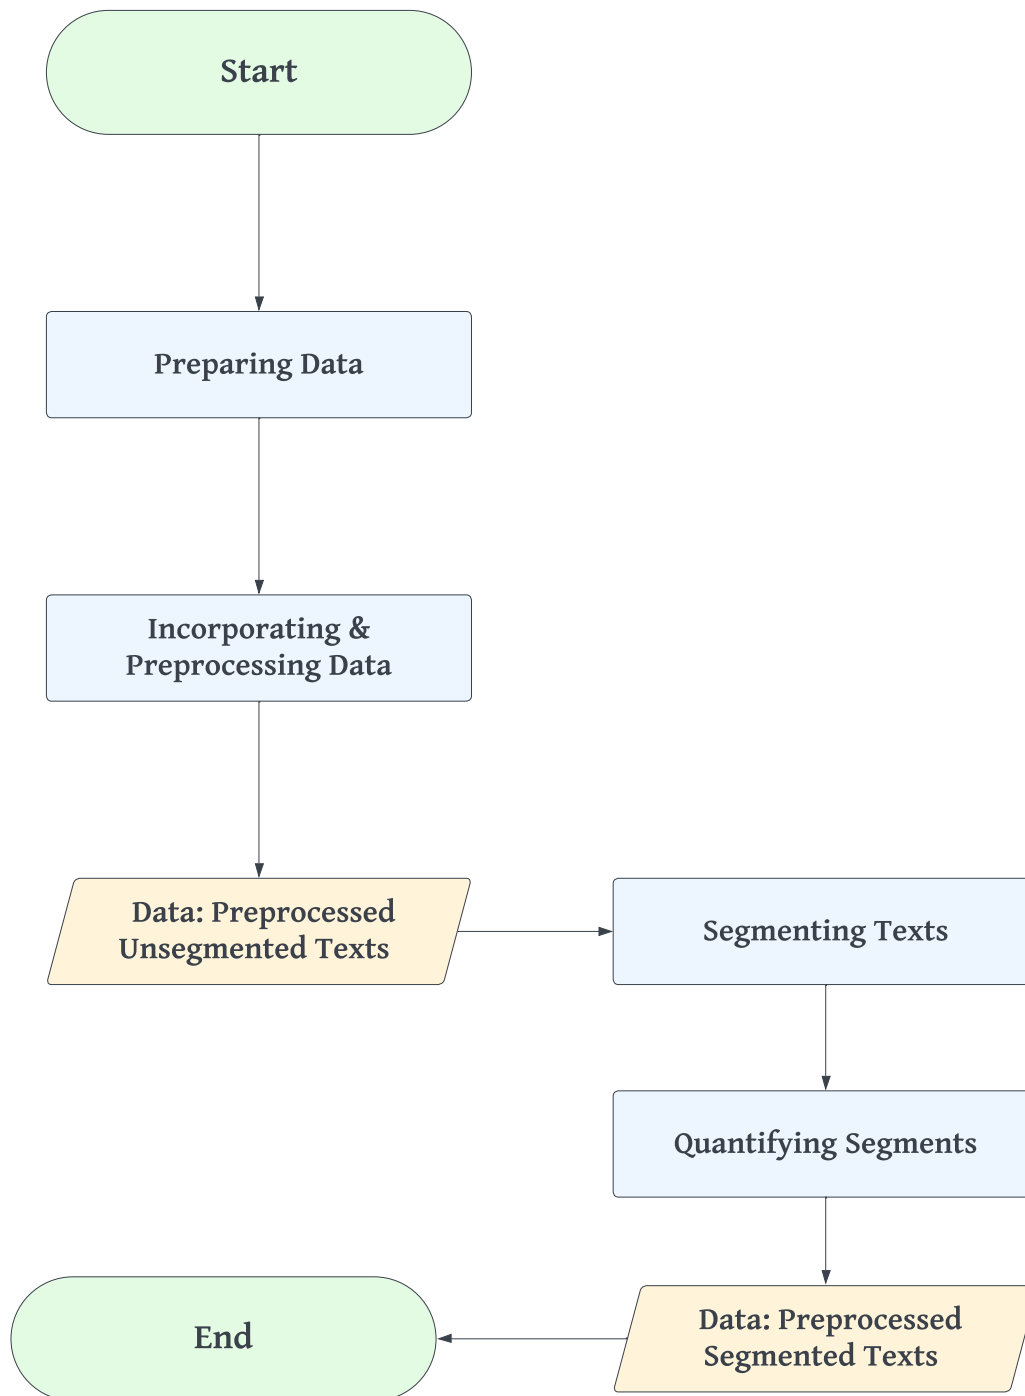 Start
Preparing Data
Incorporating &
Preprocessing Data
Data: Preprocessed
Unsegmented Texts
Segmenting Texts
Quantifying Segments
Data: Preprocessed
Segmented Texts
End